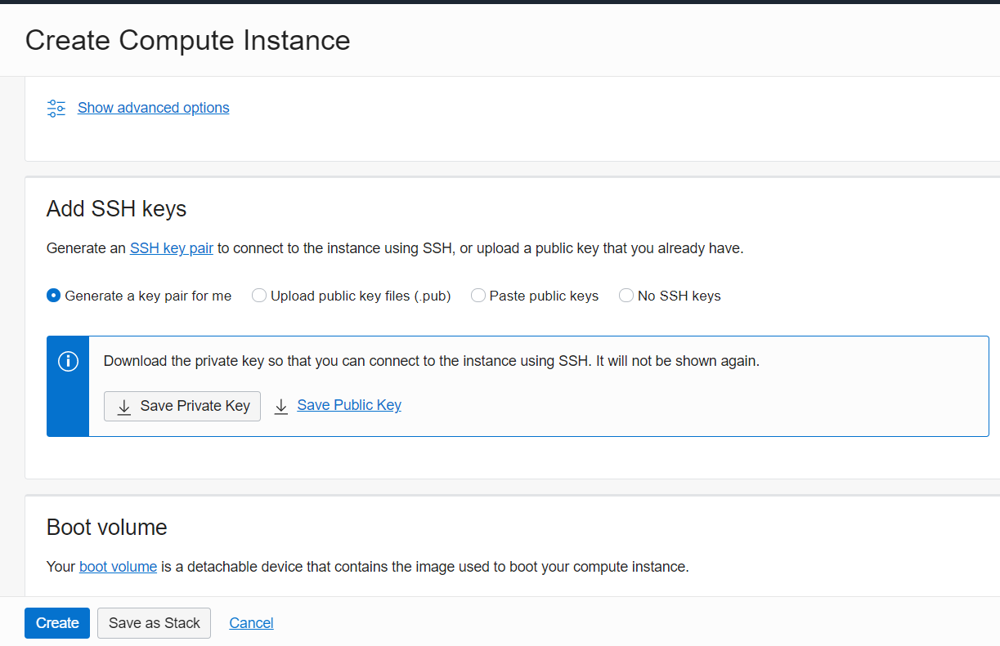 Create Compute Instance
Show advanced options
Add SSH keys
Generate an SSH key pair to connect to the instance using SSH, or upload a public key that you already have.
Generate a key pair for me Upload public key files (.pub) Paste public keys No SSH keys
Download the private key so that you can connect to the instance using SSH. It will not be shown again.
Save Private Key Save Public Key
Boot volume
Your boot volume is a detachable device that contains the image used to boot your compute instance.
Create Save as Stack Cancel